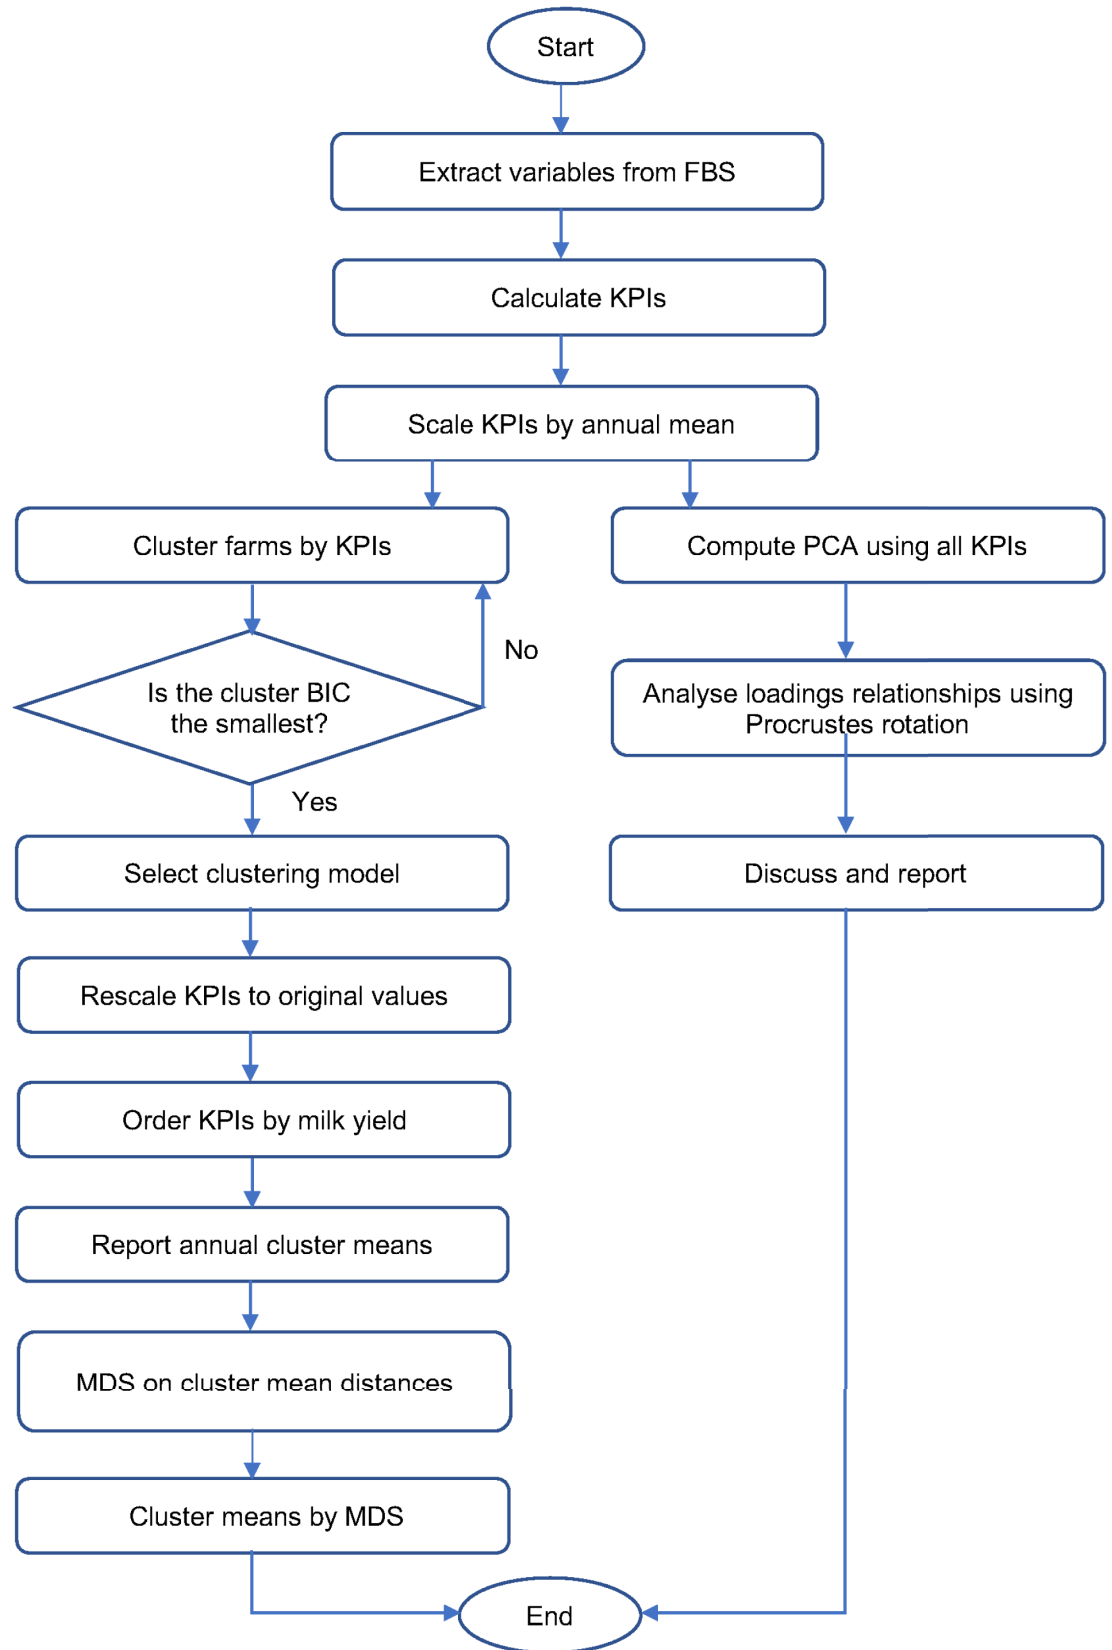 Start
Extract variables from FBS
Calculate KPIs
Scale KPIs by annual mean
Cluster farms by KPIs
Compute PCA using all KPIs
No
Is the cluster BIC
the smallest?
Analyse loadings relationships using
Procrustes rotation
Yes
Select clustering model
Discuss and report
Rescale KPIs to original values
Order KPIs by milk yield
Report annual cluster means
MDS on cluster mean distances
Cluster means by MDS
End